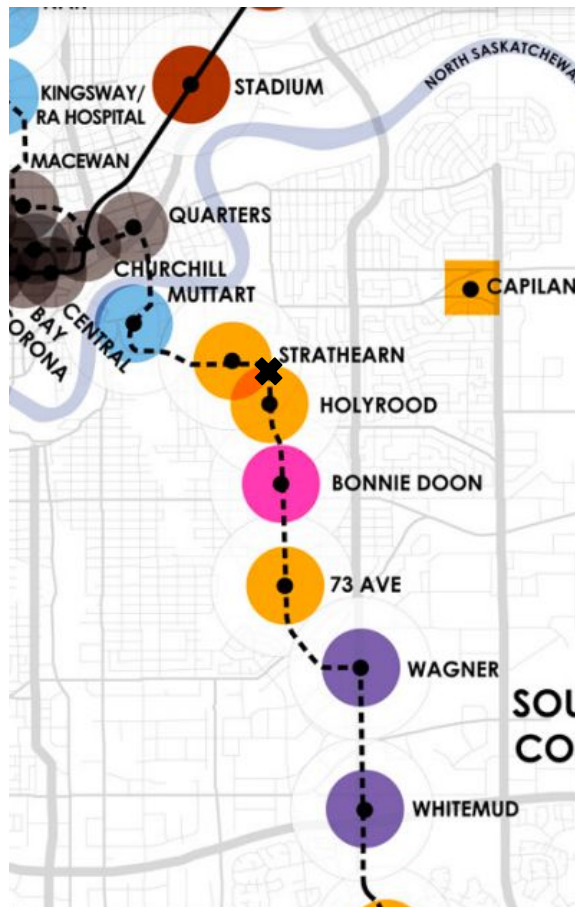 NORTH SASKATCHEWA
STADIUM
KINGSWAY/
RA HOSPITAL
MACEWAN
QUARTERS
CHURCHILL
MUTTART
CAPILAN
BAY
CENTRAL
ORONA
STRATHEARN
HOLYROOD
BONNIE DOON
73 AVE
WAGNER
SOU
CO
WHITEMUD